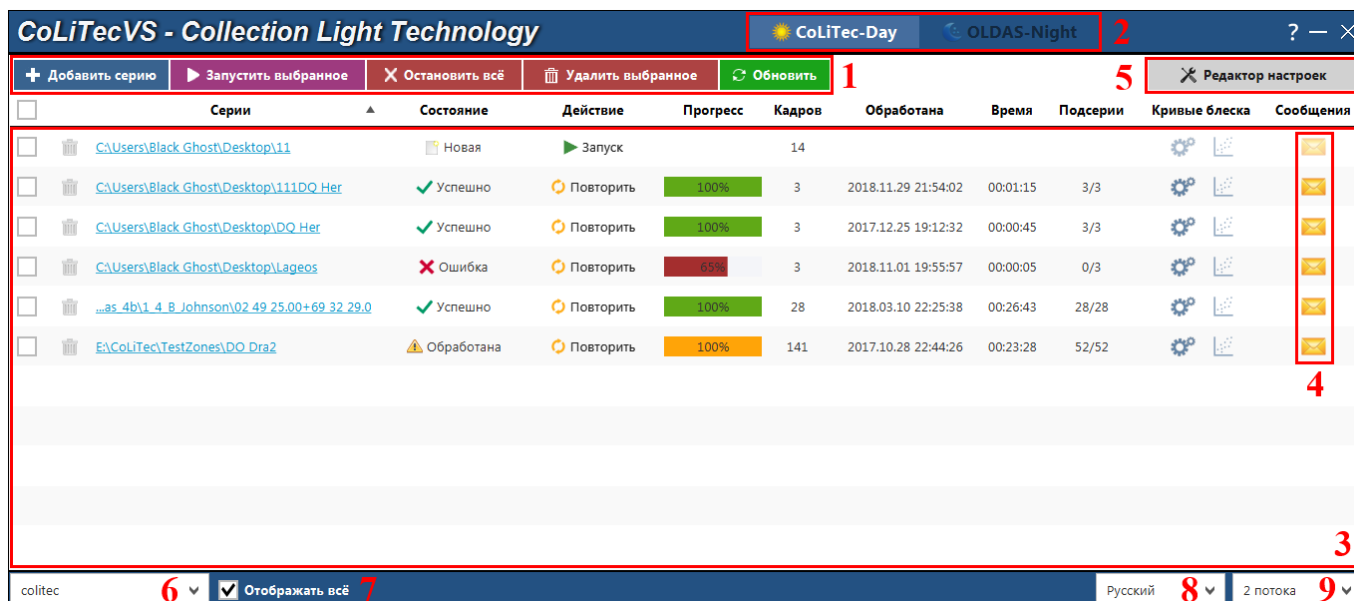 CoLiTecVS - Collection Light Technology CoLiTec-Day OLDAS-Night 2 ? — ×
Добавить серию Запустить выбранное Остановить всё Удалить выбранное Обновить 1 5 Редактор настроек
Серии Состояние Действие Прогресс Кадров Обработана Время Подсерии Кривые блеска Сообщения
C:\Users\Black Ghost\Desktop\11 Новая Запуск 14
C:\Users\Black Ghost\Desktop\111DQ Her Успешно Повторить 100% 3 2018.11.29 21:54:02 00:01:15 3/3
C:\Users\Black Ghost\Desktop\DQ Her Успешно Повторить 100% 3 2017.12.25 19:12:32 00:00:45 3/3
C:\Users\Black Ghost\Desktop\Lageos Ошибка Повторить 65% 3 2018.11.01 19:55:57 00:00:05 0/3
...as_4b\1_4_B_Johnson\02 49 25.00+69 32 29.0 Успешно Повторить 100% 28 2018.03.10 22:25:38 00:26:43 28/28
E:\CoLiTec\TestZones\DO Dra2 Обработана Повторить 100% 141 2017.10.28 22:44:26 00:23:28 52/52
4
3
colitec 6 Отображать всё 7 Русский 8 2 потока 9